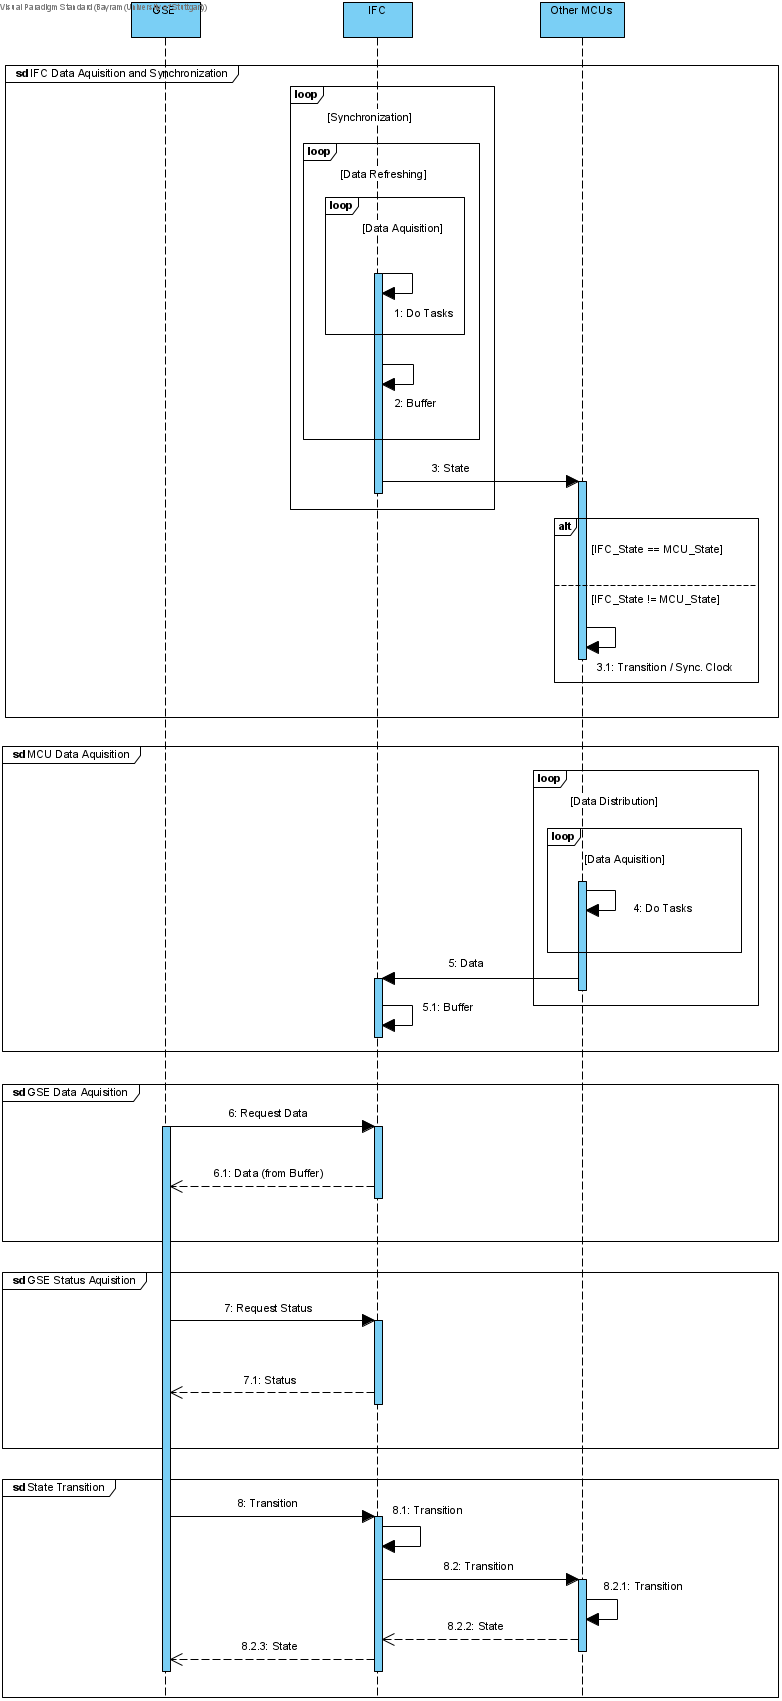 Visual Paradigm Standard (Bayram (University of Stuttgart))
GSE
IFC
Other MCUs
sd IFC Data Aquisition and Synchronization
loop
[Synchronization]
loop
[Data Refreshing]
loop
[Data Aquisition]
1: Do Tasks
2: Buffer
3: State
alt
[IFC_State == MCU_State]
[IFC_State != MCU_State]
3.1: Transition / Sync. Clock
sd MCU Data Aquisition
loop
[Data Distribution]
loop
[Data Aquisition]
4: Do Tasks
5: Data
5.1: Buffer
sd GSE Data Aquisition
6: Request Data
6.1: Data (from Buffer)
sd GSE Status Aquisition
7: Request Status
7.1: Status
sd State Transition
8: Transition
8.1: Transition
8.2: Transition
8.2.1: Transition
8.2.2: State
8.2.3: State